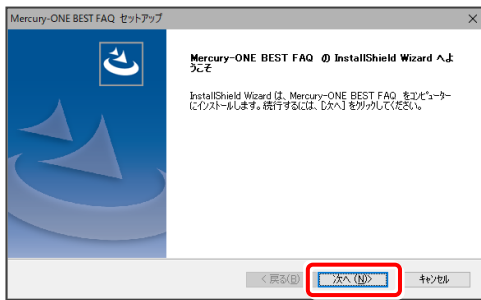 Mercury-ONE BEST FAQ セットアップ
Mercury-ONE BEST FAQ の InstallShield Wizard へよ
うこそ
InstallShield Wizard は、Mercury-ONE BEST FAQ をコンピューター
にインストールします。続行するには、[次へ] をクリックしてください。
< 戻る(B)
次へ (N)>
キャンセル